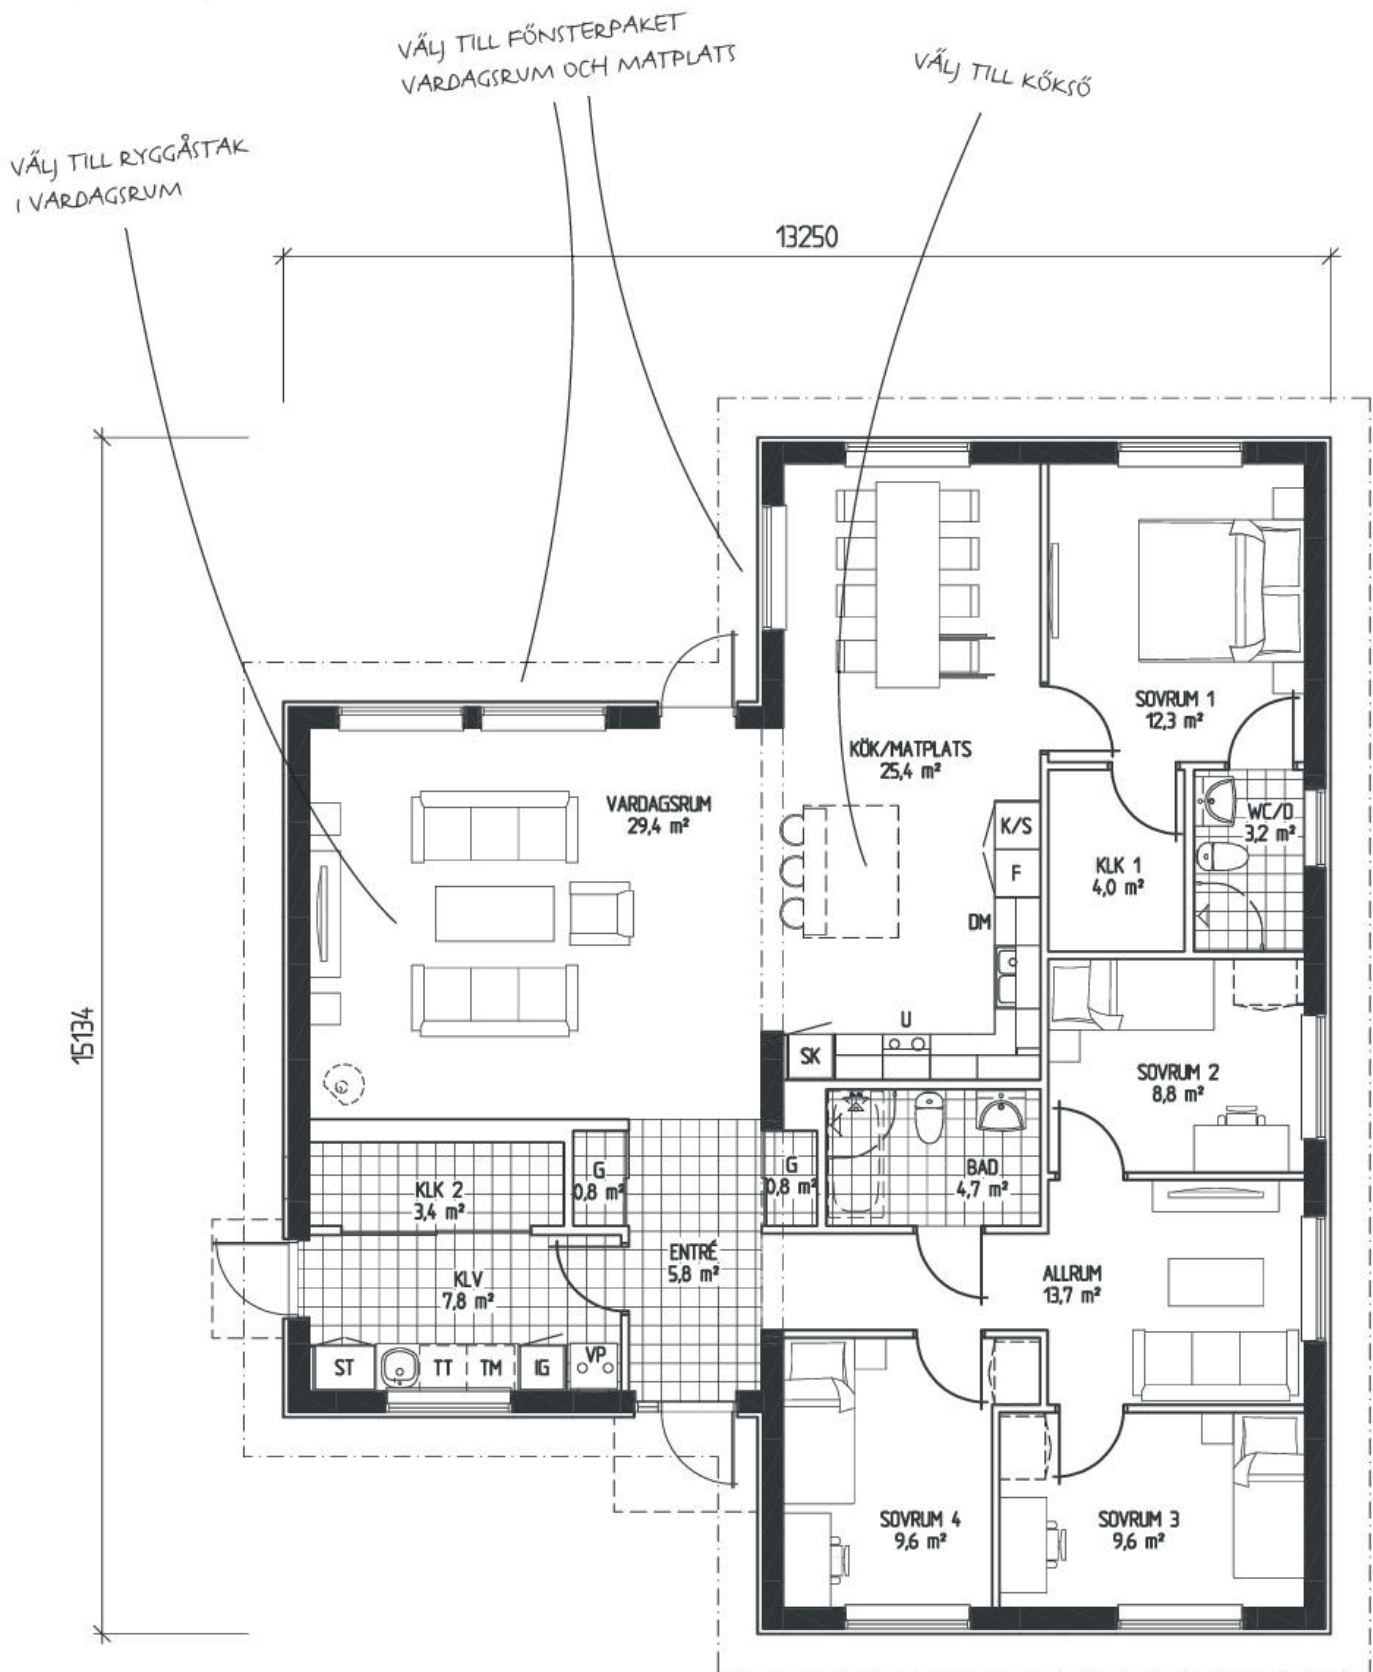 VÄLJ TILL FÖNSTERPAKET
VARDAGSRUM OCH MATPLATS
VÄLJ TILL KÖKSÖ
VÄLJ TILL RYGGÅSTAK
I VARDAGSRUM
13250
15134
SOVRUM 1
12,3 m²
KÖK/MATPLATS
25,4 m²
VARDAGSRUM
29,4 m²
K/S
F
DM
WC/D
3,2 m²
KLK 1
4,0 m²
U
SK
SOVRUM 2
8,8 m²
KLK 2
3,4 m²
G
0,8 m²
G
0,8 m²
BAD
4,7 m²
ENTRÉ
5,8 m²
KLV
7,8 m²
ALLRUM
13,7 m²
ST
TT
TM
IG
VP
SOVRUM 4
9,6 m²
SOVRUM 3
9,6 m²